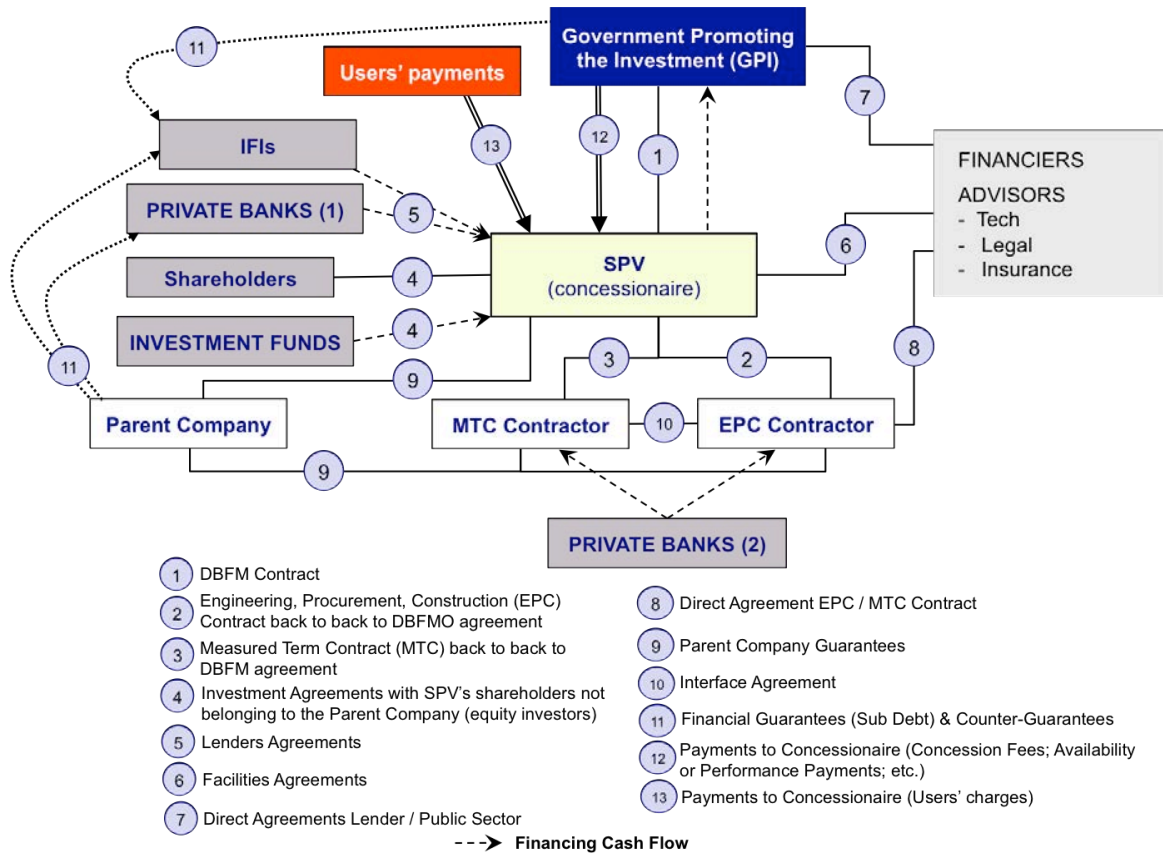 11
Government Promoting
the Investment (GPI)
Users' payments
7
12
13
1
IFIs
FINANCIERS
ADVISORS
- Tech
- Legal
- Insurance
PRIVATE BANKS (1)
5
6
SPV
(concessionaire)
Shareholders
4
INVESTMENT FUNDS
4
11
9
3
2
8
Parent Company
MTC Contractor
10
EPC Contractor
9
PRIVATE BANKS (2)
1 DBFM Contract
2 Engineering, Procurement, Construction (EPC)
Contract back to back to DBFMO agreement
3 Measured Term Contract (MTC) back to back to
DBFM agreement
4 Investment Agreements with SPV's shareholders not
belonging to the Parent Company (equity investors)
5 Lenders Agreements
6 Facilities Agreements
7 Direct Agreements Lender / Public Sector
8 Direct Agreement EPC / MTC Contract
9 Parent Company Guarantees
10 Interface Agreement
11 Financial Guarantees (Sub Debt) & Counter-Guarantees
12 Payments to Concessionaire (Concession Fees; Availability
or Performance Payments; etc.)
13 Payments to Concessionaire (Users' charges)
Financing Cash Flow